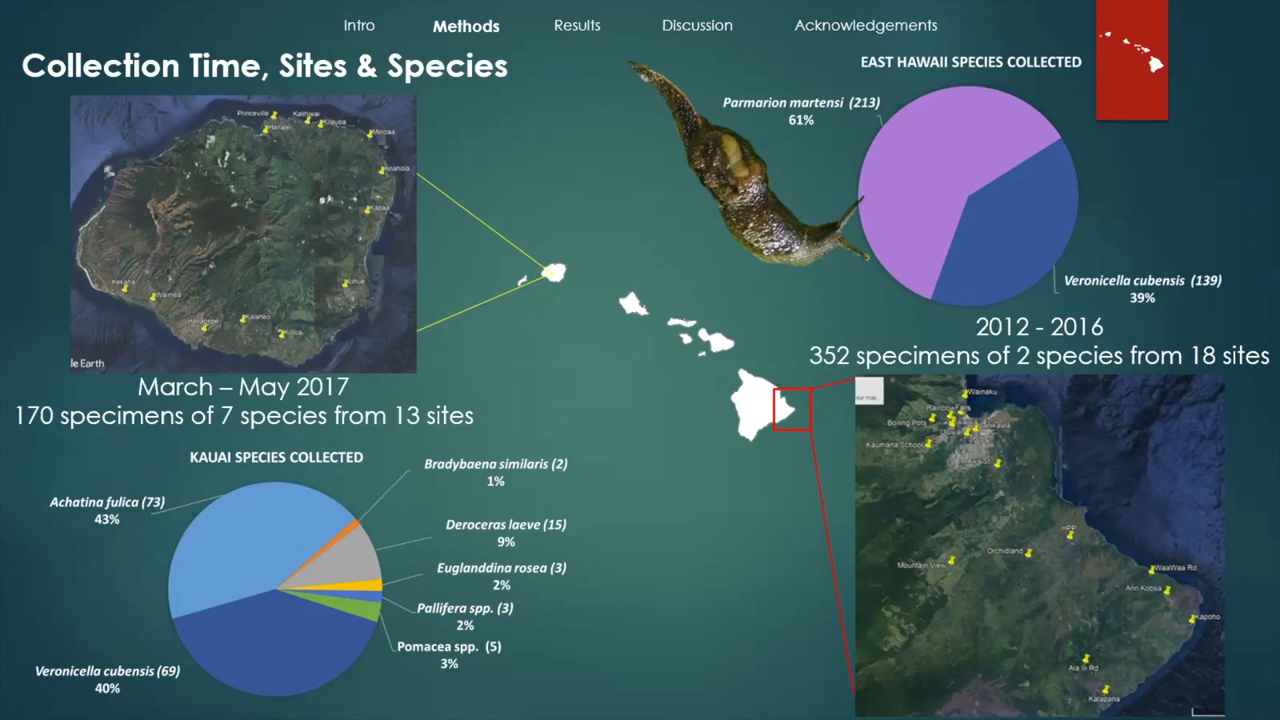 Intro Methods Results Discussion Acknowledgements
Collection Time, Sites & Species
Princeville
Kalihiwai
Kilauea
Hanalei
Moloaa
Anahola
Kapaa
Kekaha
Waimea
Lihue
Hanapepe
Kalaheo
Koloa
le Earth
March – May 2017
170 specimens of 7 species from 13 sites
KAUAI SPECIES COLLECTED
Achatina fulica (73)
43%
Bradybaena similaris (2)
1%
Deroceras laeve (15)
9%
Euglanddina rosea (3)
2%
Pallifera spp. (3)
2%
Pomacea spp. (5)
3%
Veronicella cubensis (69)
40%
EAST HAWAII SPECIES COLLECTED
Parmarion martensi (213)
61%
Veronicella cubensis (139)
39%
2012 - 2016
352 specimens of 2 species from 18 sites
our map.
Wainaku
Rainbow Falls
Boiling Pots
Kaumana School
HPP
Orchidland
Mountain View
WaaWaa Rd
Ann Kobsa
Kapoho
Ala Ili Rd
Kalapana